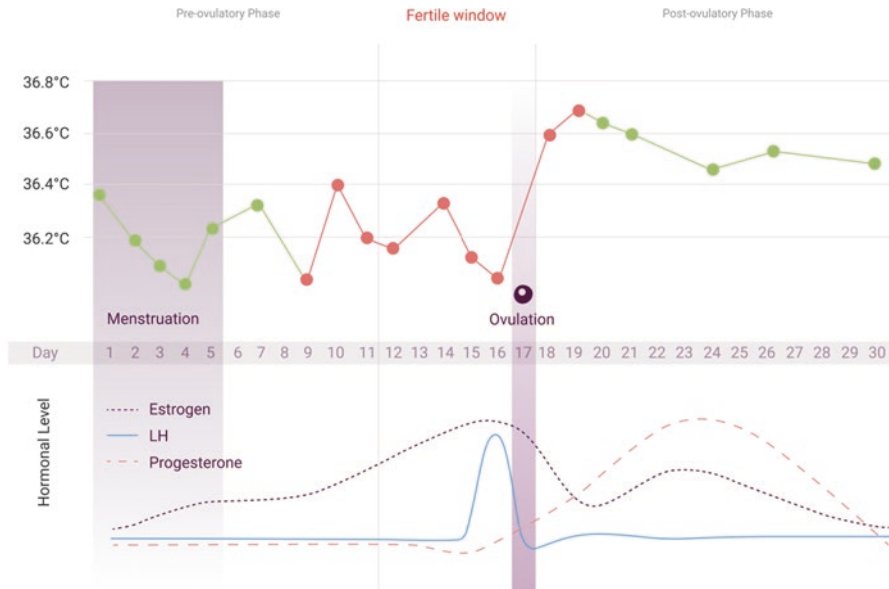 Pre-ovulatory Phase Fertile window Post-ovulatory Phase
36.8°C
36.6°C
36.4°C
36.2°C
Menstruation Ovulation
Day 1 2 3 4 5 6 7 8 9 10 11 12 13 14 15 16 17 18 19 20 21 22 23 24 25 26 27 28 29 30
Hormonal Level
Estrogen
LH
Progesterone